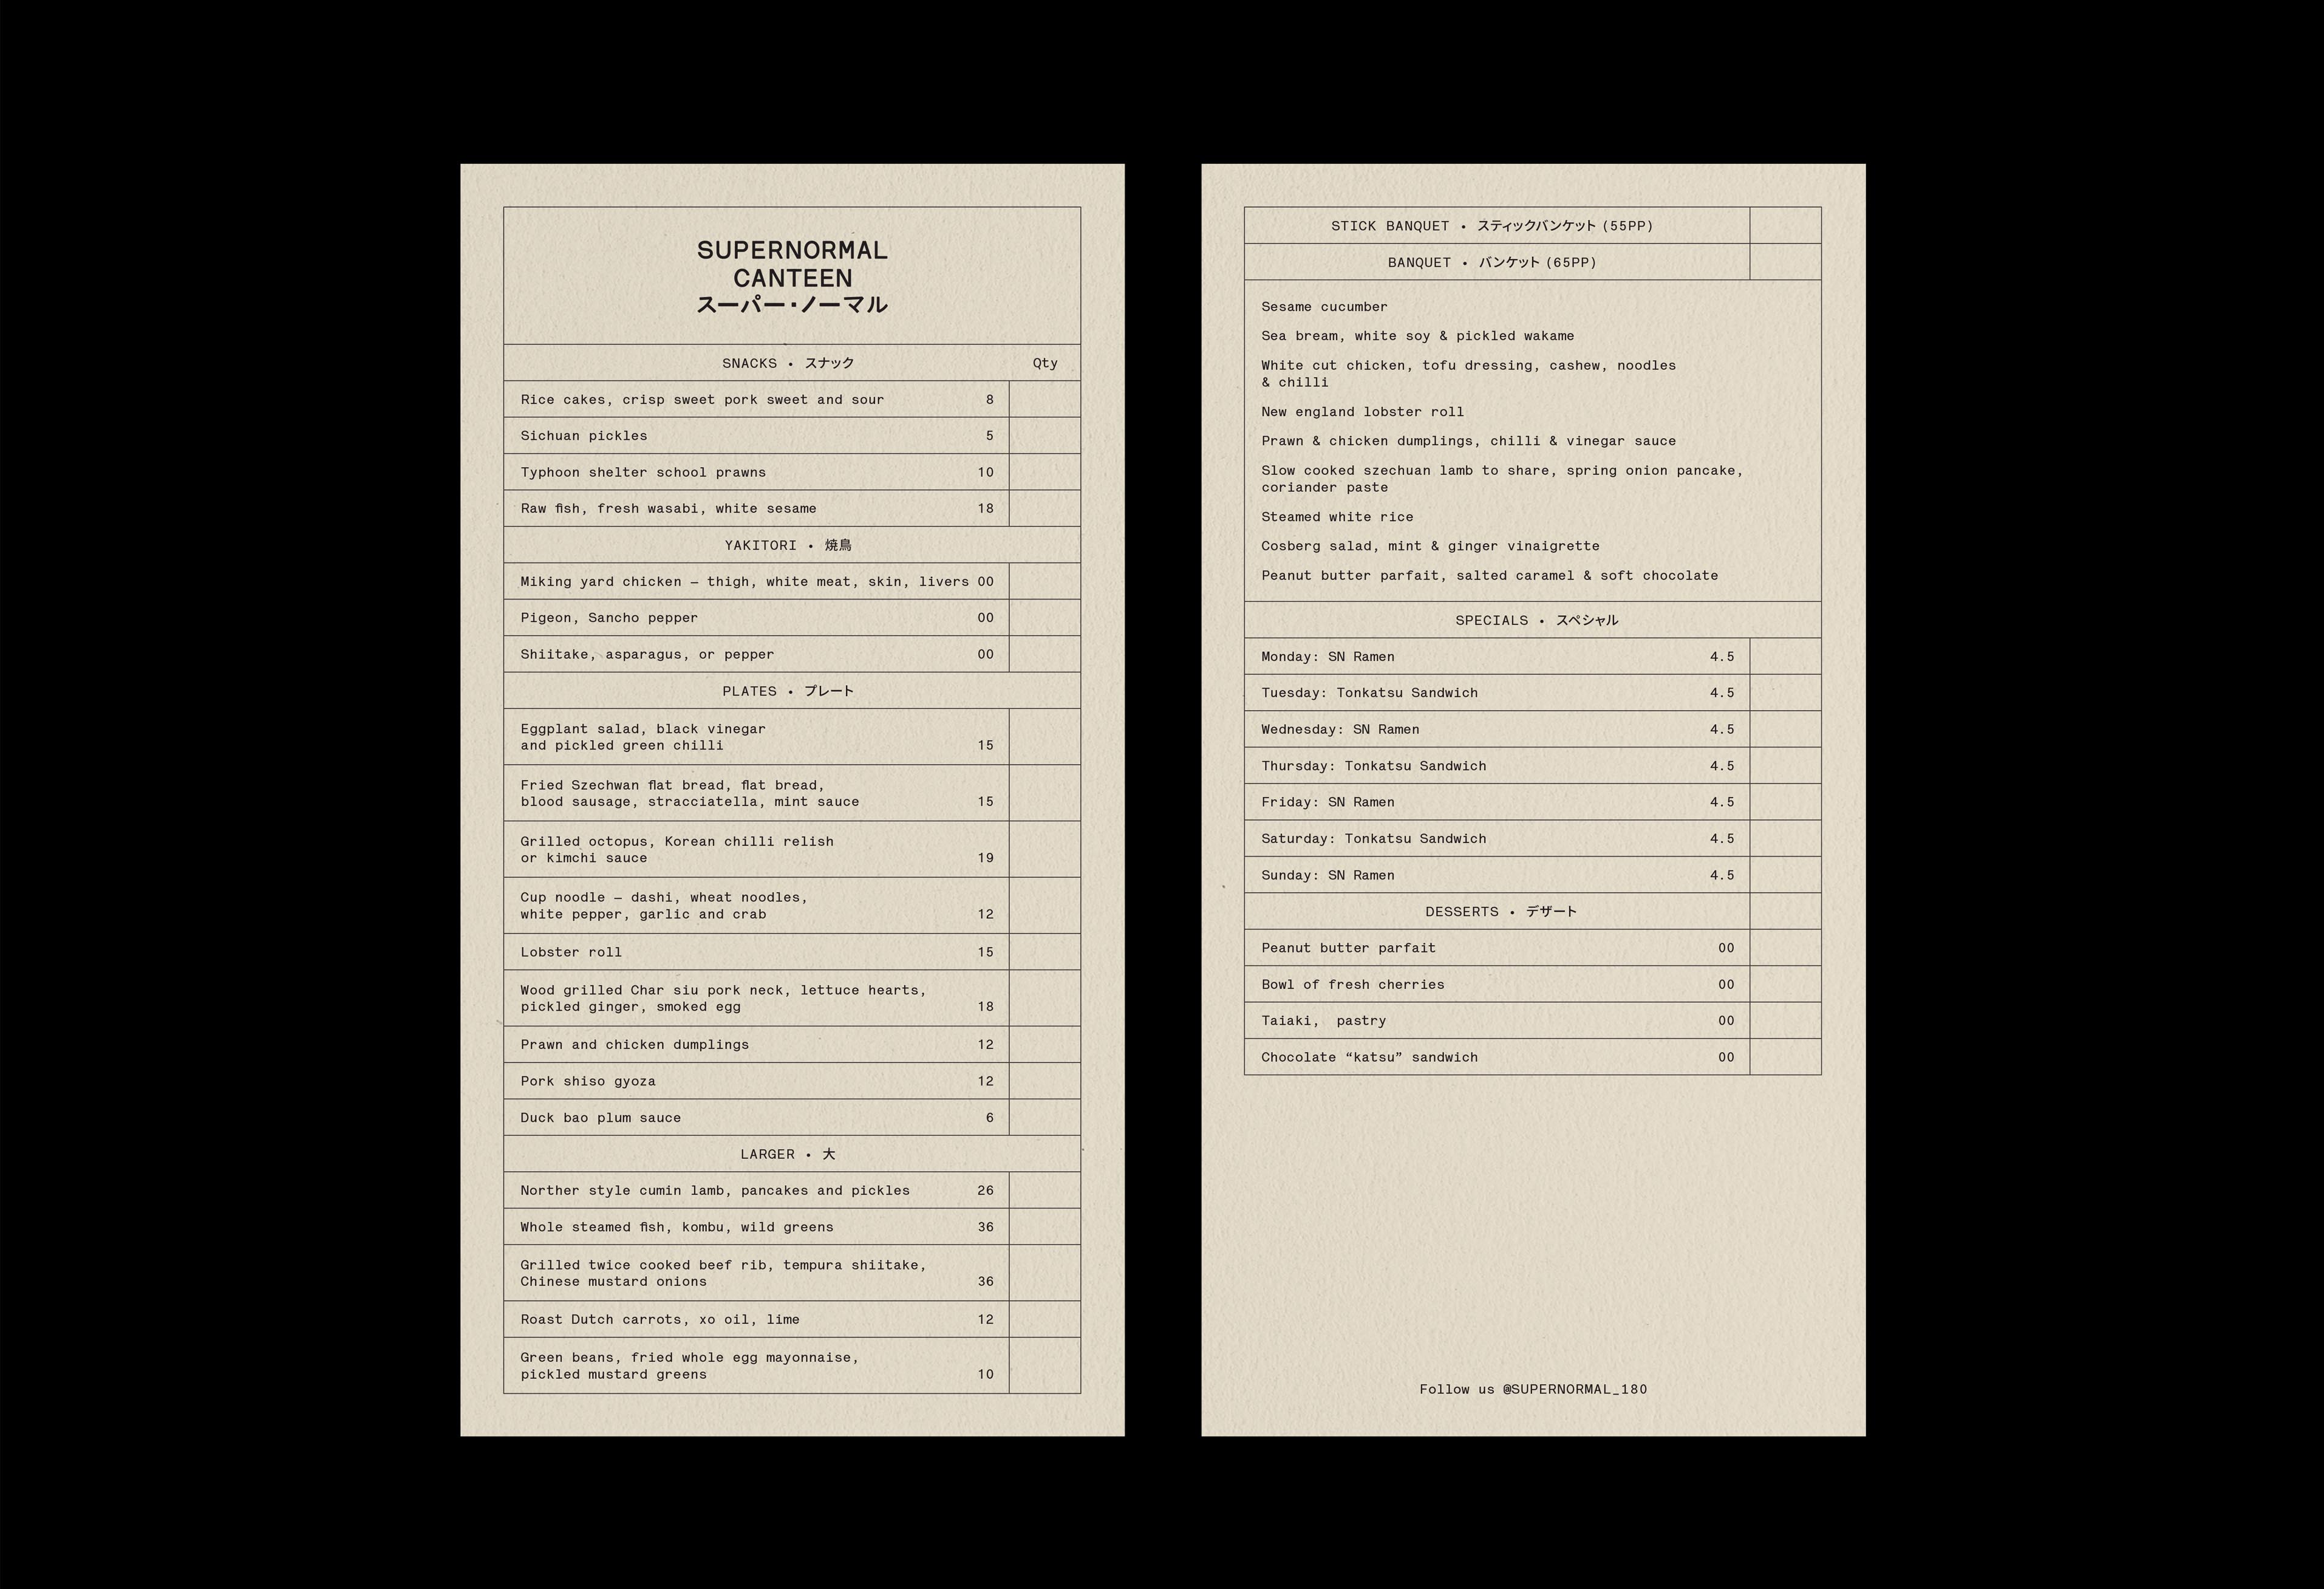 SUPERNORMAL
CANTEEN
スーパー・ノーマル
SNACKS • スナック Qty
Rice cakes, crisp sweet pork sweet and sour 8
Sichuan pickles 5
Typhoon shelter school prawns 10
Raw fish, fresh wasabi, white sesame 18
YAKITORI • 焼鳥
Miking yard chicken – thigh, white meat, skin, livers 00
Pigeon, Sancho pepper 00
Shiitake, asparagus, or pepper 00
PLATES • プレート
Eggplant salad, black vinegar
and pickled green chilli 15
Fried Szechwan flat bread, flat bread,
blood sausage, stracciatella, mint sauce 15
Grilled octopus, Korean chilli relish
or kimchi sauce 19
Cup noodle – dashi, wheat noodles,
white pepper, garlic and crab 12
Lobster roll 15
Wood grilled Char siu pork neck, lettuce hearts,
pickled ginger, smoked egg 18
Prawn and chicken dumplings 12
Pork shiso gyoza 12
Duck bao plum sauce 6
LARGER • 大
Norther style cumin lamb, pancakes and pickles 26
Whole steamed fish, kombu, wild greens 36
Grilled twice cooked beef rib, tempura shiitake,
Chinese mustard onions 36
Roast Dutch carrots, xo oil, lime 12
Green beans, fried whole egg mayonnaise,
pickled mustard greens 10
STICK BANQUET • スティックバンケット (55PP)
BANQUET • バンケット (65PP)
Sesame cucumber
Sea bream, white soy & pickled wakame
White cut chicken, tofu dressing, cashew, noodles
& chilli
New england lobster roll
Prawn & chicken dumplings, chilli & vinegar sauce
Slow cooked szechuan lamb to share, spring onion pancake,
coriander paste
Steamed white rice
Cosberg salad, mint & ginger vinaigrette
Peanut butter parfait, salted caramel & soft chocolate
SPECIALS • スペシャル
Monday: SN Ramen 4.5
Tuesday: Tonkatsu Sandwich 4.5
Wednesday: SN Ramen 4.5
Thursday: Tonkatsu Sandwich 4.5
Friday: SN Ramen 4.5
Saturday: Tonkatsu Sandwich 4.5
Sunday: SN Ramen 4.5
DESSERTS • デザート
Peanut butter parfait 00
Bowl of fresh cherries 00
Taiaki,  pastry 00
Chocolate “katsu” sandwich 00
Follow us @SUPERNORMAL_180